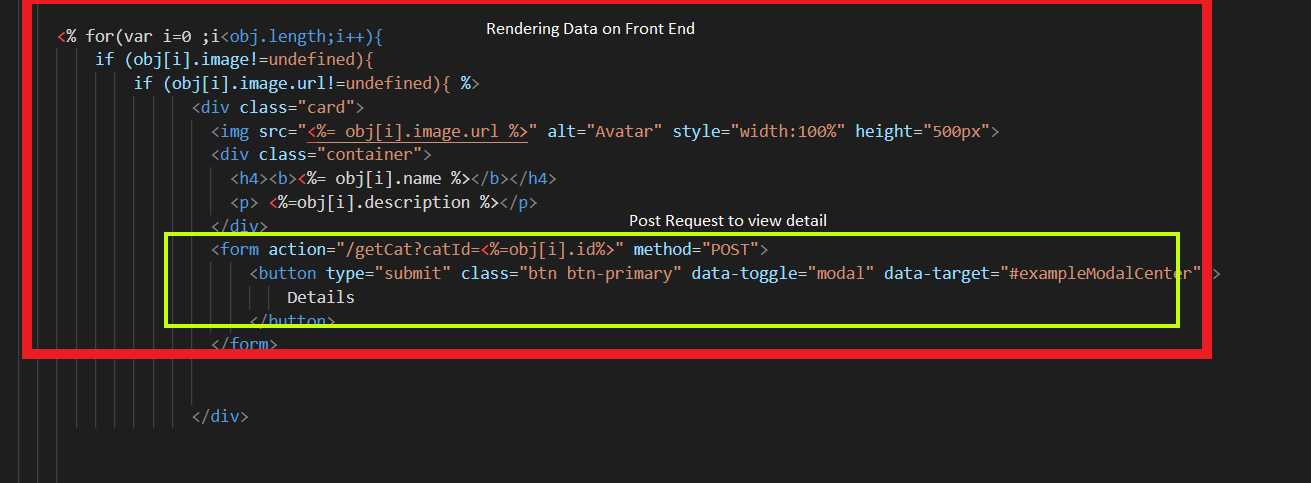 Rendering Data on Front End
<% for(var i=0 ;i<obj.length;i++){
if (obj[i].image!=undefined){
if (obj[i].image.url!=undefined){ %>
<div class="card">
<img src="<%= obj[i].image.url %>" alt="Avatar" style="width:100%" height="500px">
<div class="container">
<h4><b><%= obj[i].name %></b></h4>
<p> <%=obj[i].description %></p>
Post Request to view detail
</div>
<form action="/getCat?catId=<%=obj[i].id%>" method="POST">
<button type="submit" class="btn btn-primary" data-toggle="modal" data-target="#exampleModalCenter" >
Details
</button>
</form>
</div>